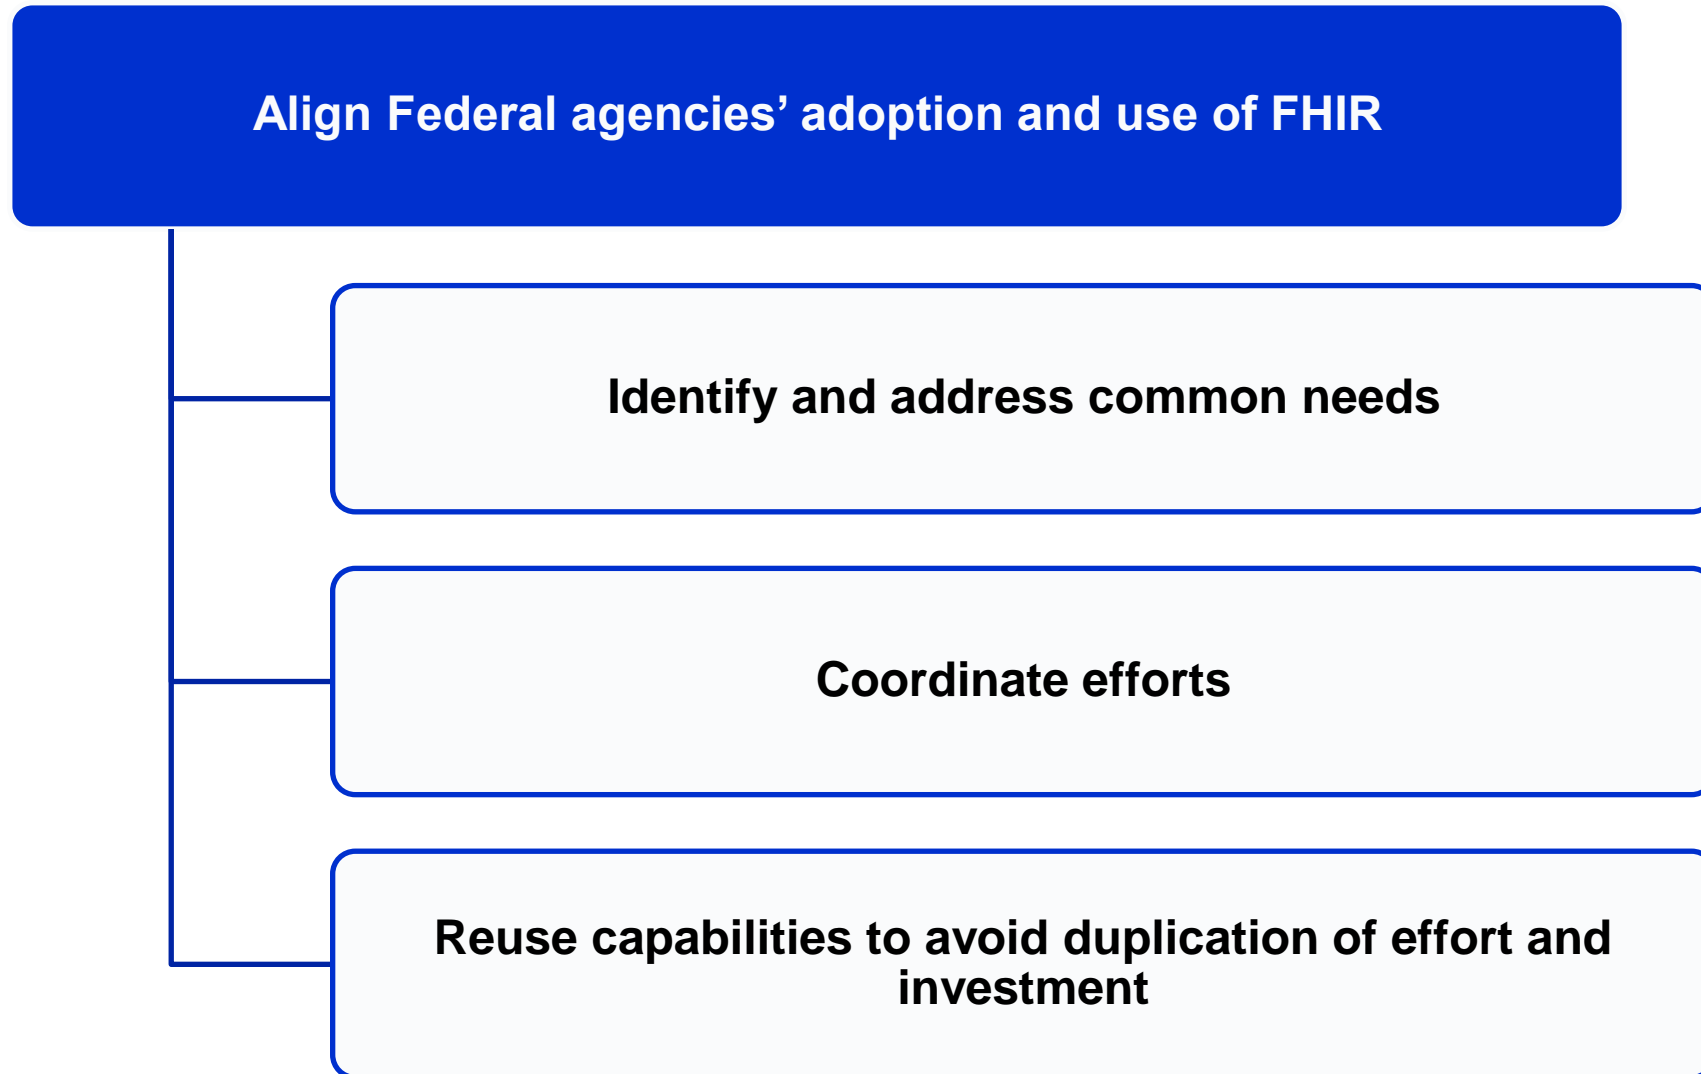 Align Federal agencies’ adoption and use of FHIR
Identify and address common needs
Coordinate efforts
Reuse capabilities to avoid duplication of effort and
investment